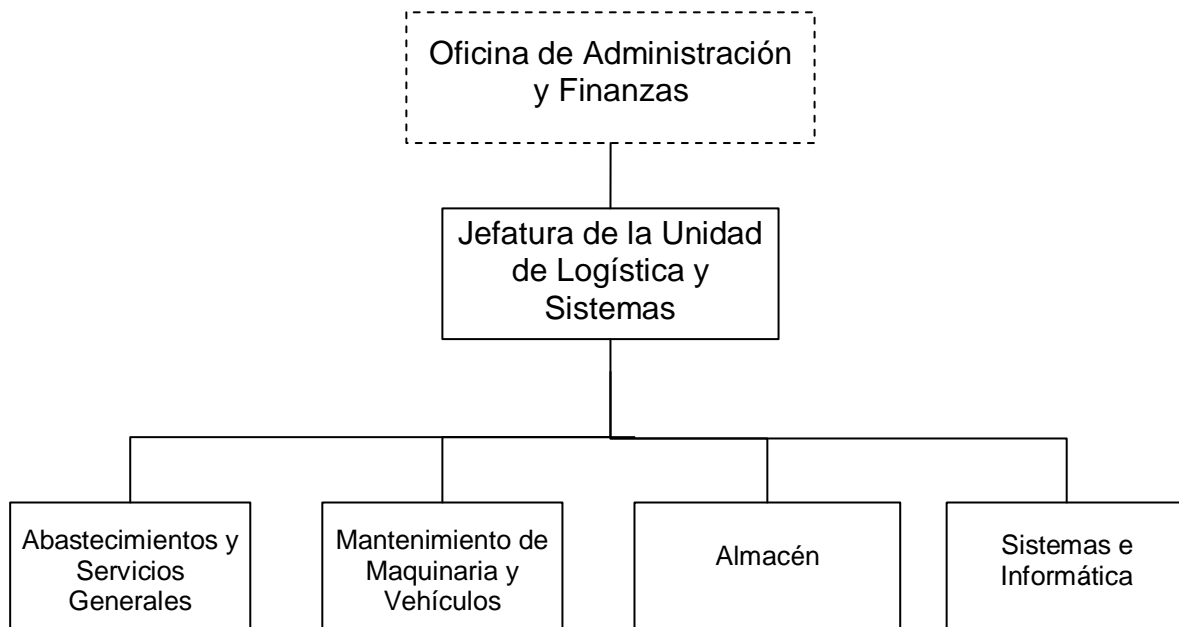 Oficina de Administración
y Finanzas
Jefatura de la Unidad
de Logística y
Sistemas
Abastecimientos y
Servicios
Generales
Mantenimiento de
Maquinaria y
Vehículos
Almacén
Sistemas e
Informática